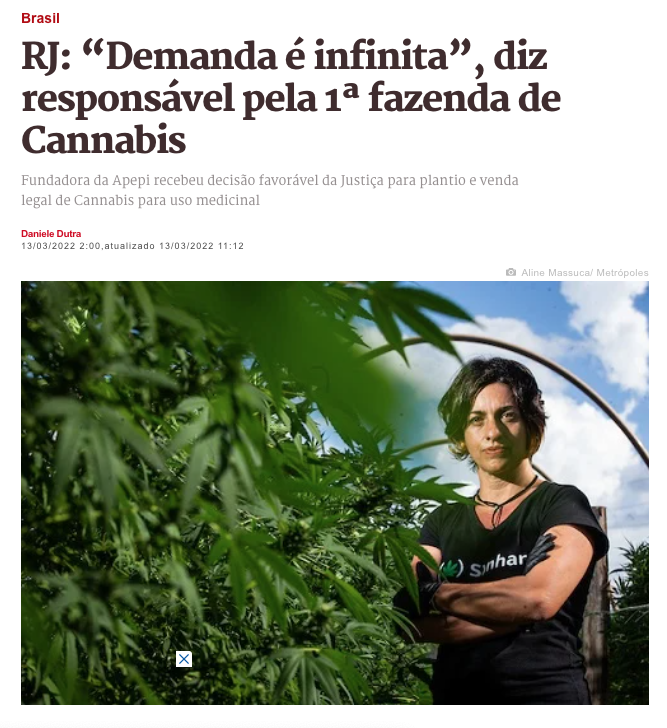 Brasil
RJ: “Demanda é infinita”, diz
responsável pela 1ª fazenda de
Cannabis
Fundadora da Apepi recebeu decisão favorável da Justiça para plantio e venda
legal de Cannabis para uso medicinal
Daniele Dutra
13/03/2022 2:00,atualizado 13/03/2022 11:12
Aline Massuca/ Metrópoles